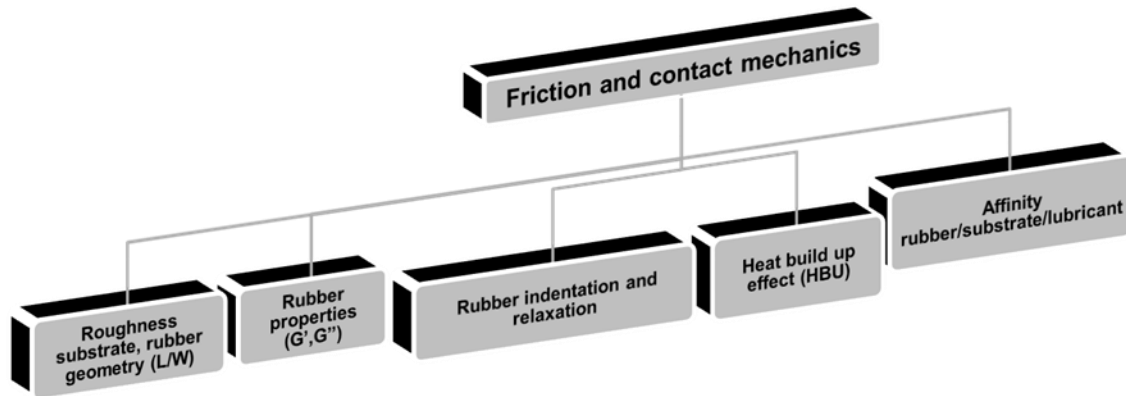 Friction and contact mechanics
Roughness
substrate, rubber
geometry (L/W)
Rubber
properties
(G’,G”)
Rubber indentation and
relaxation
Heat build up
effect (HBU)
Affinity
rubber/substrate/lubricant